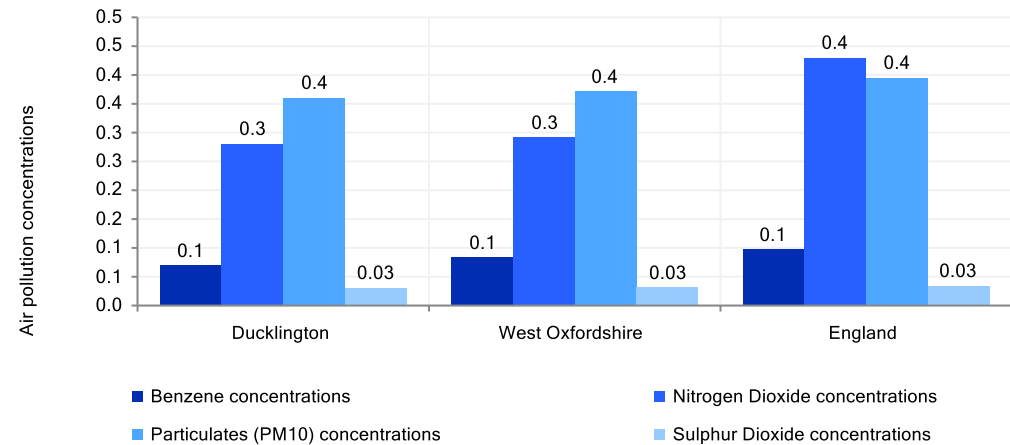 Air pollution concentrations
0.5
0.5
0.4
0.4
0.3
0.3
0.2
0.2
0.1
0.1
0.0
0.1
0.3
0.4
0.03
0.1
0.3
0.4
0.03
0.1
0.4
0.4
0.03
Ducklington
West Oxfordshire
England
Benzene concentrations
Nitrogen Dioxide concentrations
Particulates (PM10) concentrations
Sulphur Dioxide concentrations